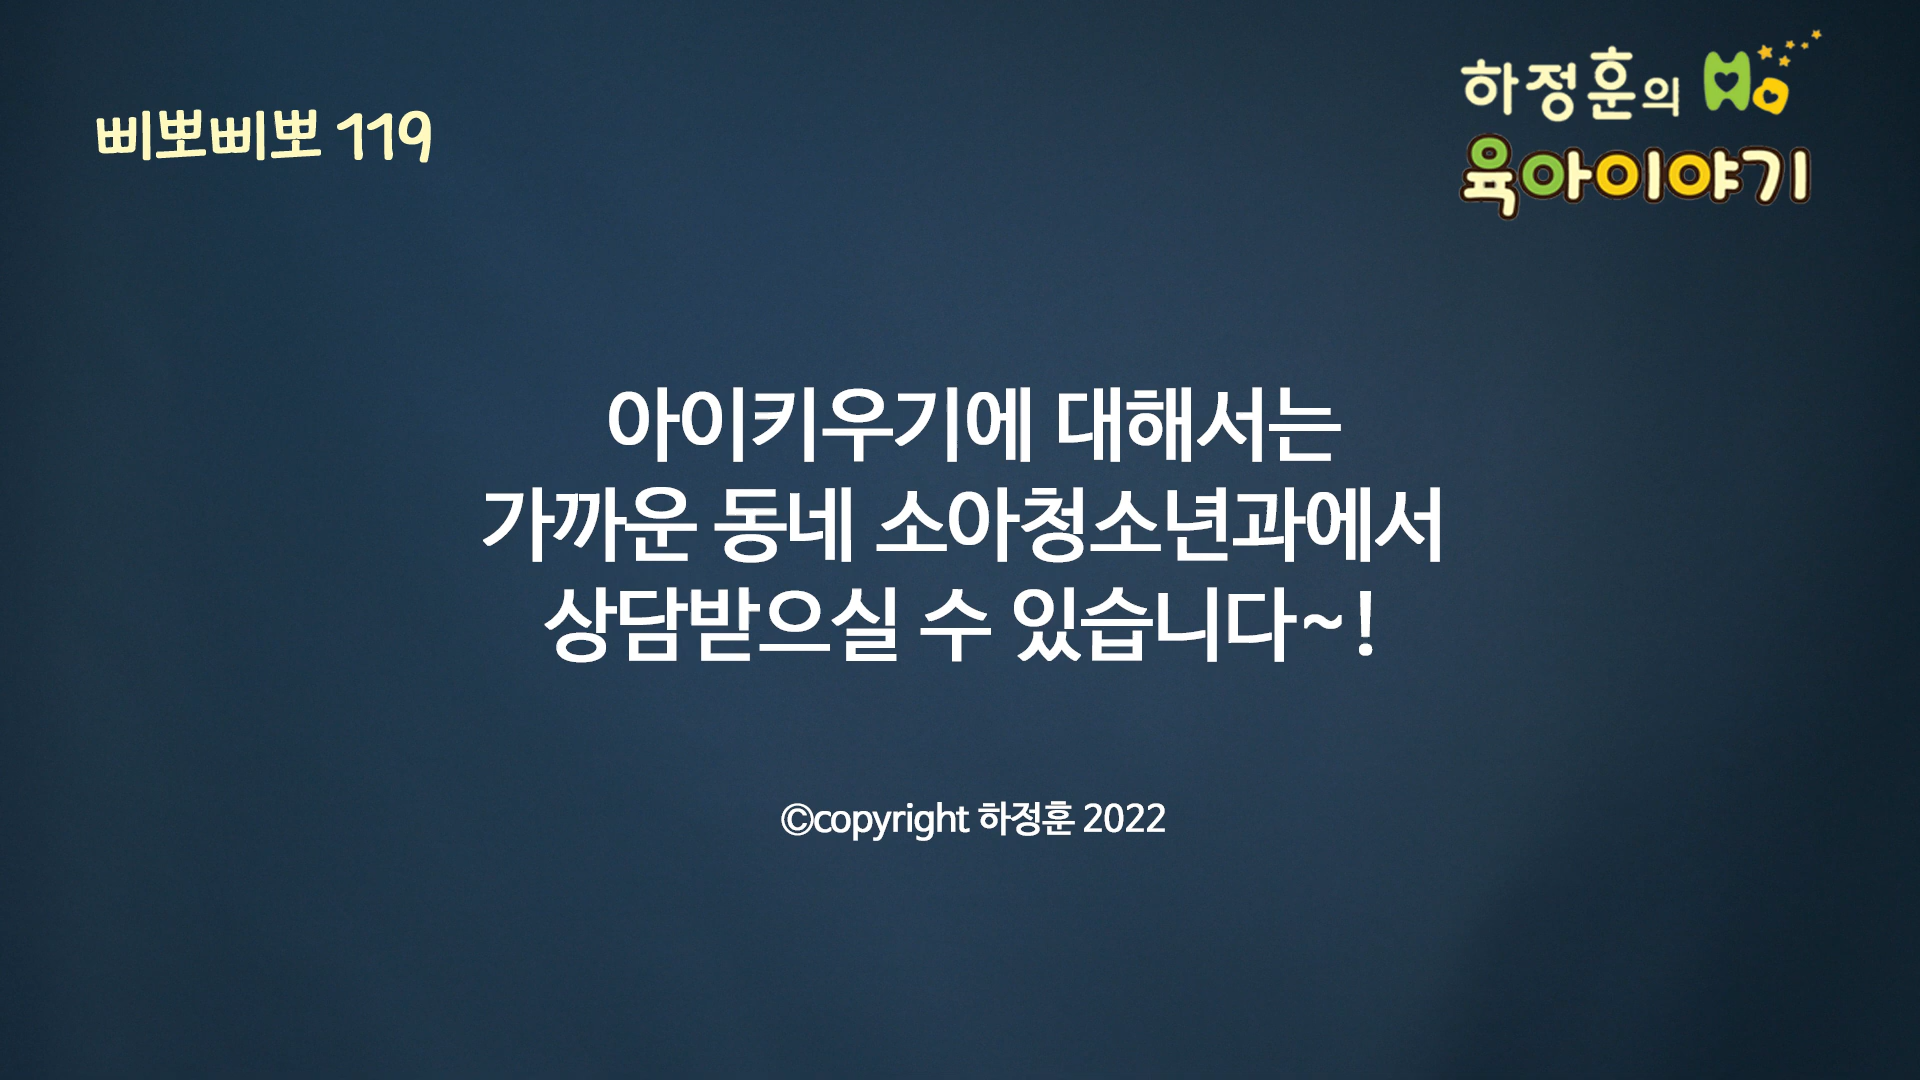 삐뽀삐뽀 119
하정훈의
육아이야기
아이키우기에 대해서는
가까운 동네 소아청소년과에서
상담받으실 수 있습니다~!
©copyright 하정훈 2022